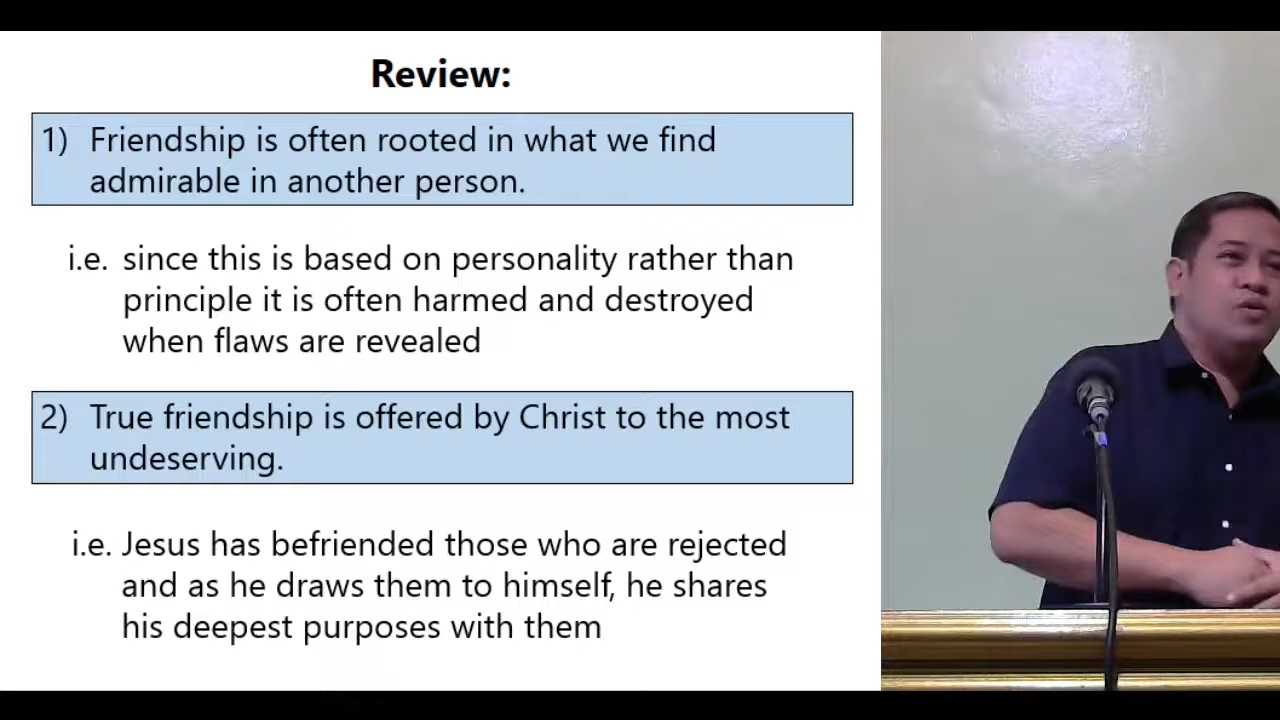 Review:
1) Friendship is often rooted in what we find
admirable in another person.
i.e. since this is based on personality rather than
principle it is often harmed and destroyed
when flaws are revealed
2) True friendship is offered by Christ to the most
undeserving.
i.e. Jesus has befriended those who are rejected
and as he draws them to himself, he shares
his deepest purposes with them